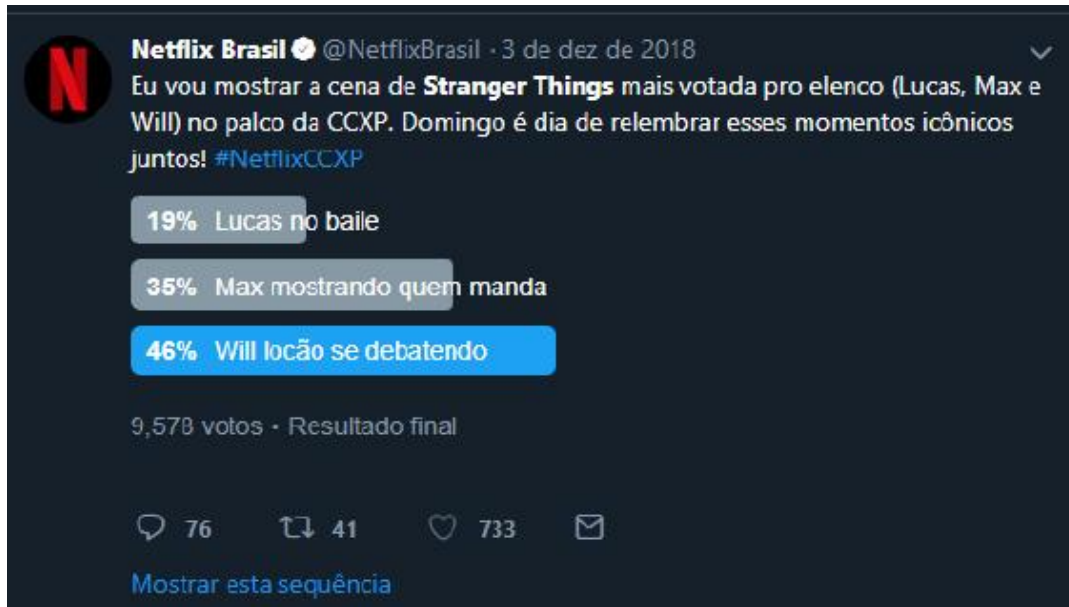 Netflix Brasil @NetflixBrasil · 3 de dez de 2018
Eu vou mostrar a cena de Stranger Things mais votada pro elenco (Lucas, Max e
Will) no palco da CCXP. Domingo é dia de relembrar esses momentos icônicos
juntos! #NetflixCCXP
19% Lucas no baile
35% Max mostrando quem manda
46% Will locão se debatendo
9,578 votos · Resultado final
76 41 733
Mostrar esta sequência